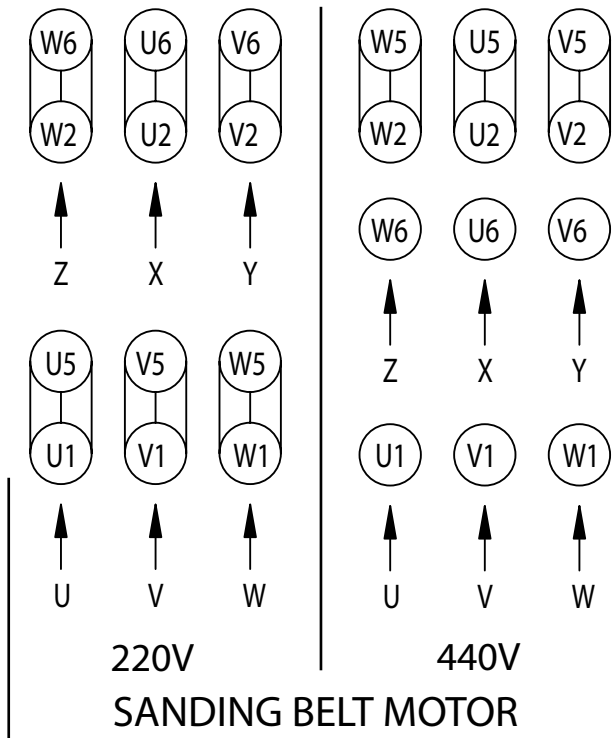 W6 U6 V6
W2 U2 V2
Z X Y
U5 V5 W5
U1 V1 W1
U V W
220V
W5 U5 V5
W2 U2 V2
W6 U6 V6
Z X Y
U1 V1 W1
U V W
440V
SANDING BELT MOTOR